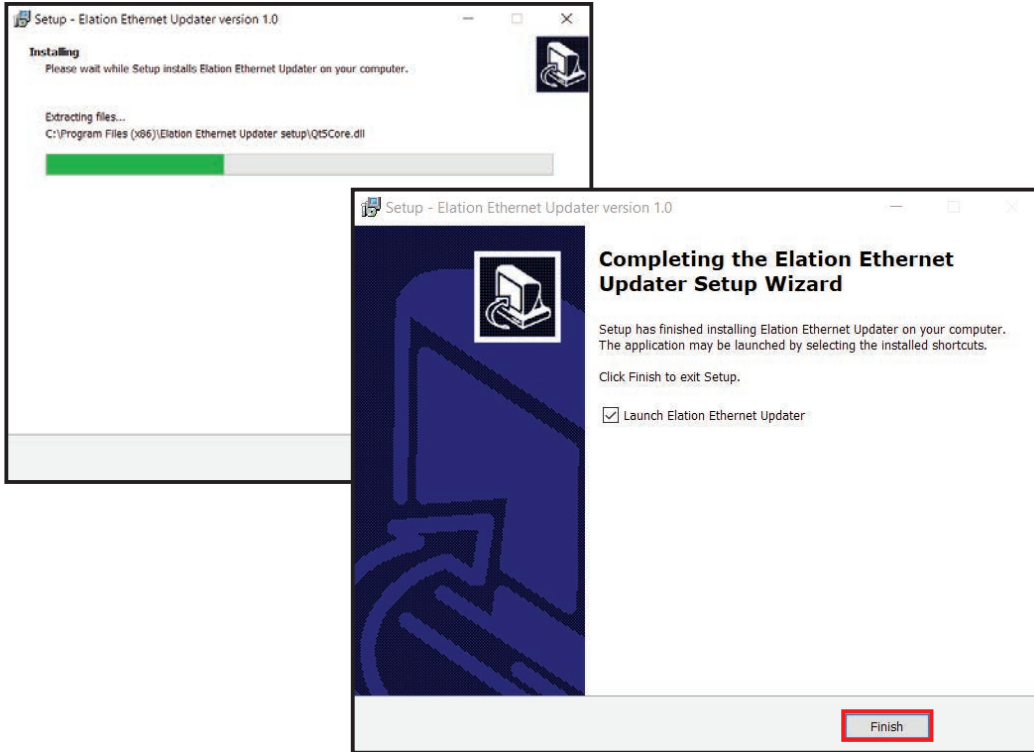 Setup - Elation Ethernet Updater version 1.0
Installing
Please wait while Setup installs Elation Ethernet Updater on your computer.
Extracting files...
C:\Program Files (x86)\Elation Ethernet Updater setup\Qt5Core.dll
Setup - Elation Ethernet Updater version 1.0
Completing the Elation Ethernet
Updater Setup Wizard
Setup has finished installing Elation Ethernet Updater on your computer.
The application may be launched by selecting the installed shortcuts.
Click Finish to exit Setup.
Launch Elation Ethernet Updater
Finish